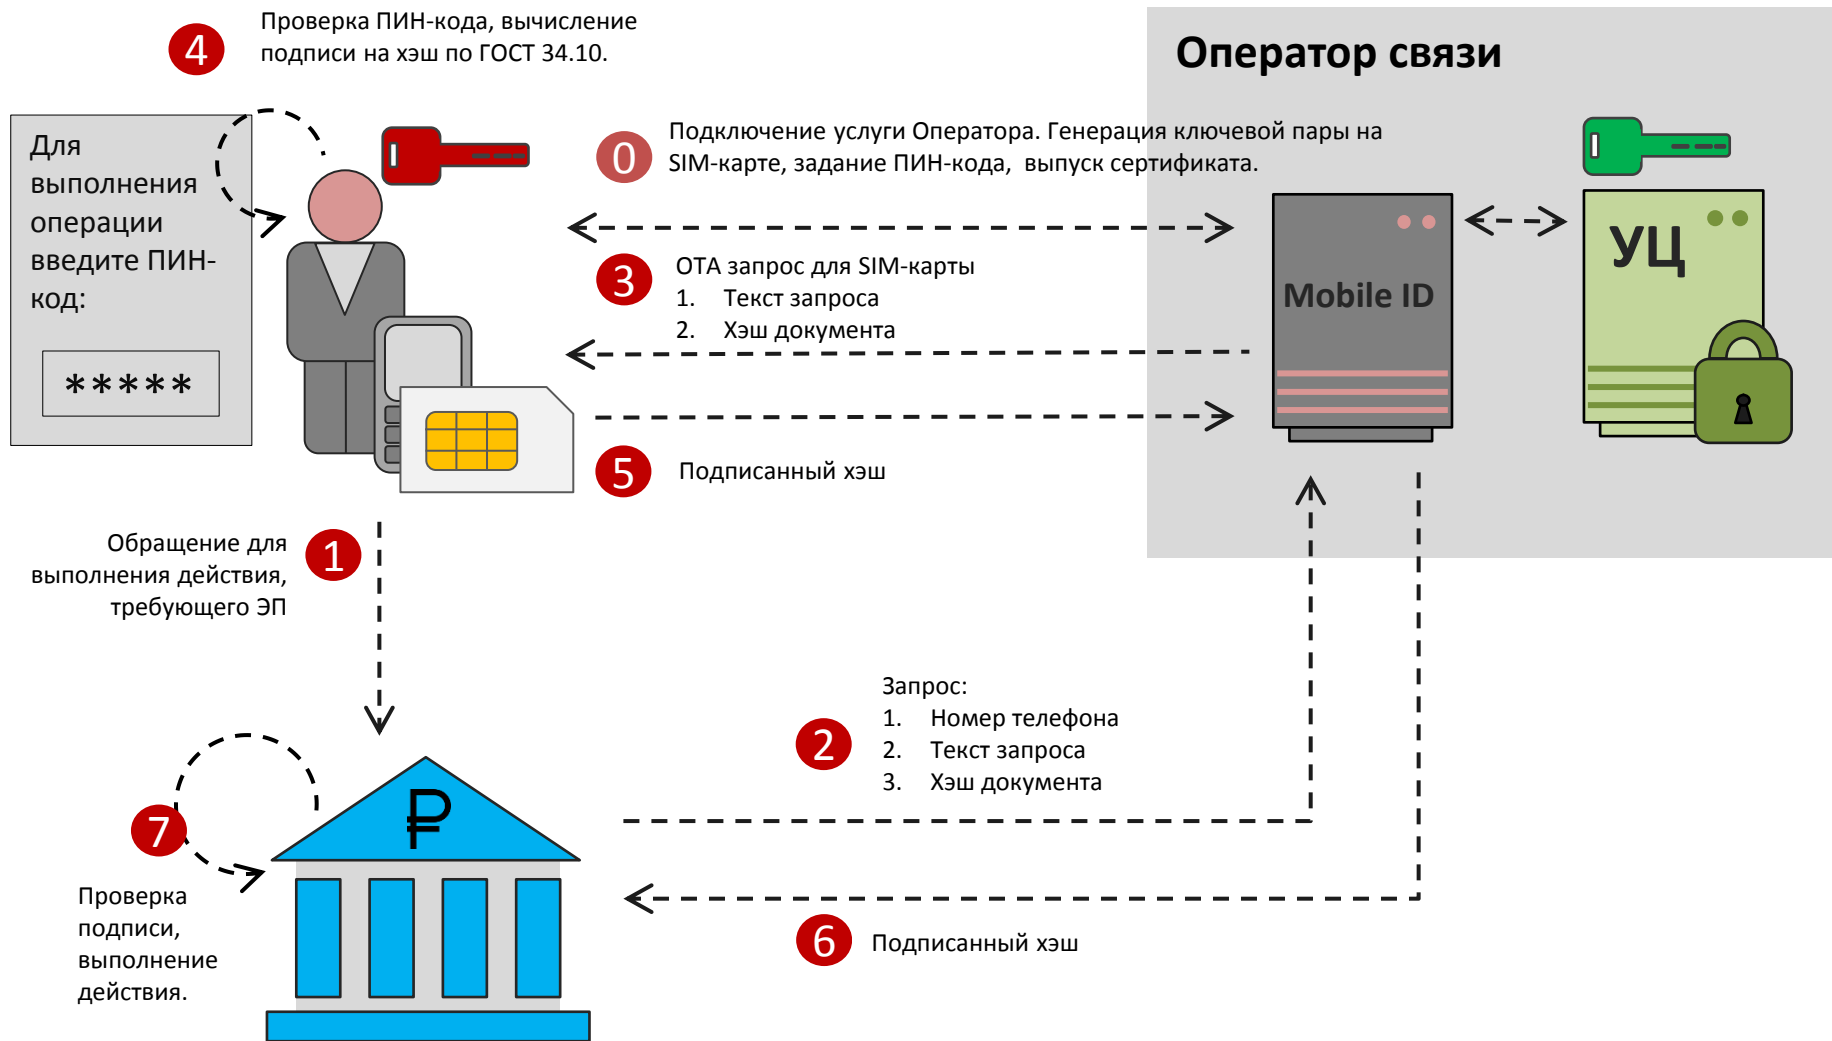 4
Проверка ПИН-кода, вычисление
подписи на хэш по ГОСТ 34.10.
Оператор связи
Для
выполнения
операции
введите ПИН-
код:
*****
0
Подключение услуги Оператора. Генерация ключевой пары на
SIM-карте, задание ПИН-кода, выпуск сертификата.
3
ОТА запрос для SIM-карты
1. Текст запроса
2. Хэш документа
Mobile ID
УЦ
5
Подписанный хэш
Обращение для
выполнения действия,
требующего ЭП
1
2
Запрос:
1. Номер телефона
2. Текст запроса
3. Хэш документа
₽
7
Проверка
подписи,
выполнение
действия.
6
Подписанный хэш